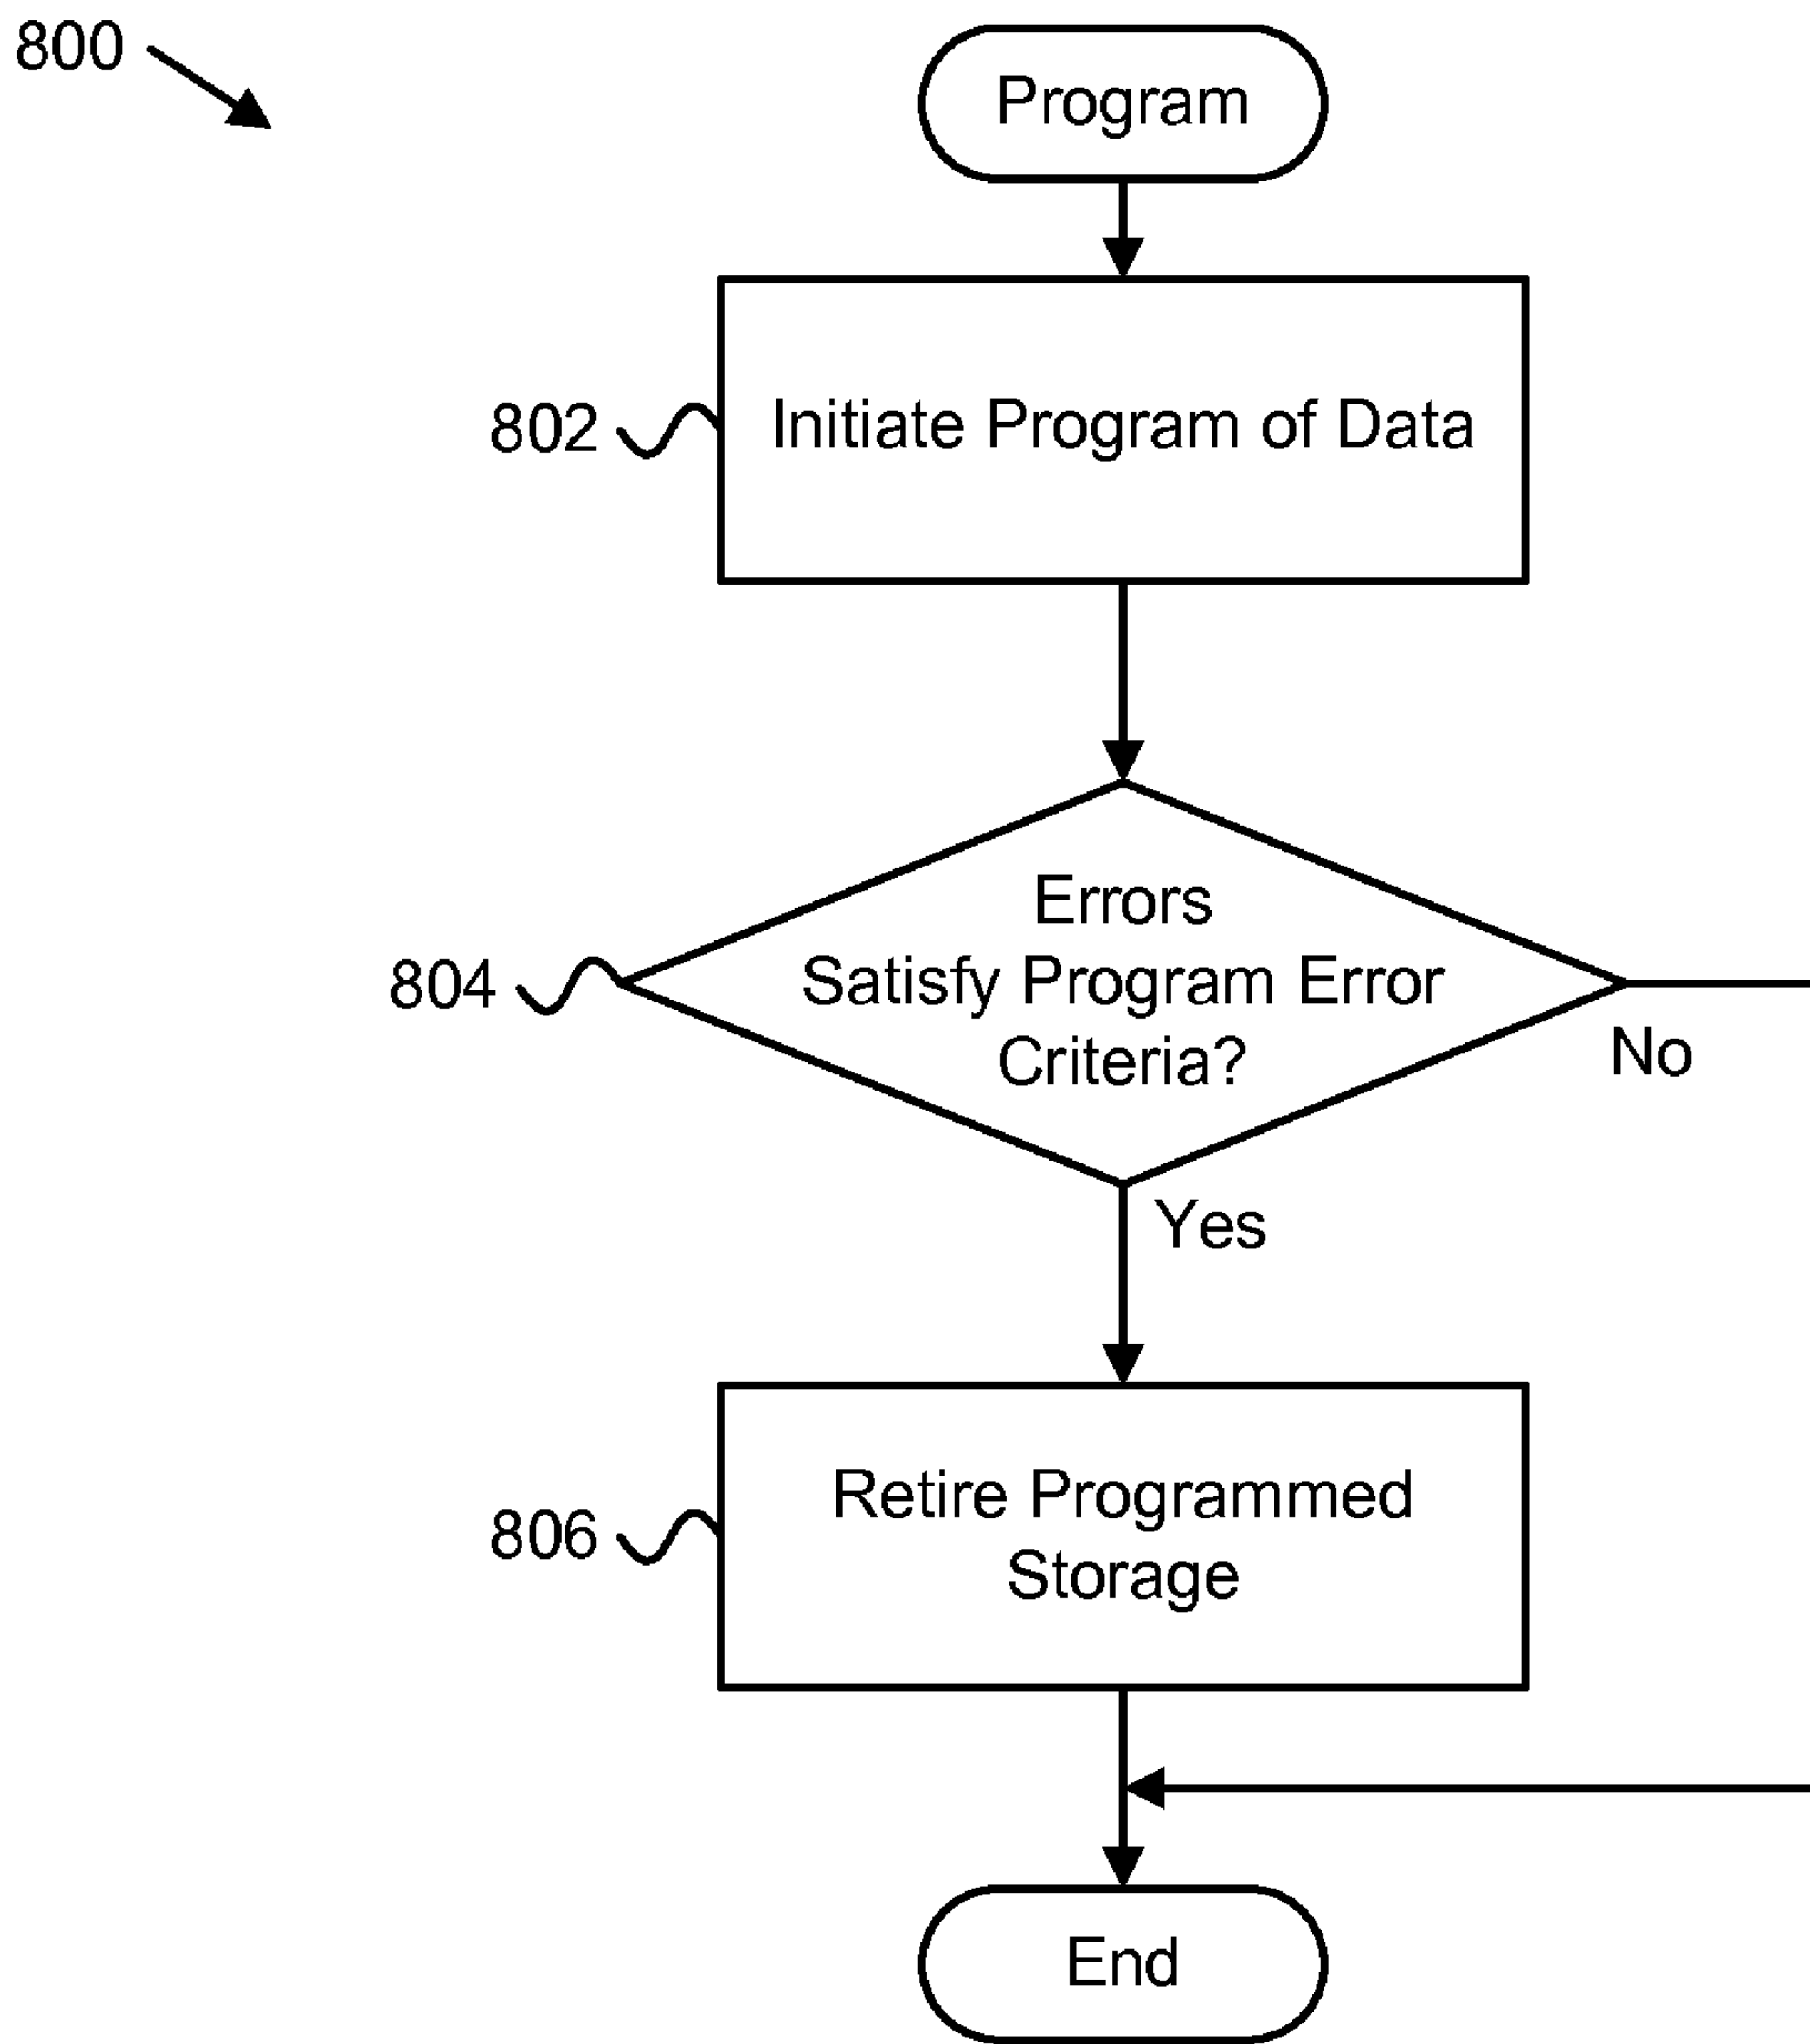 800
Program
802
Initiate Program of Data
804
Errors
Satisfy Program Error
Criteria?
No
Yes
806
Retire Programmed
Storage
End